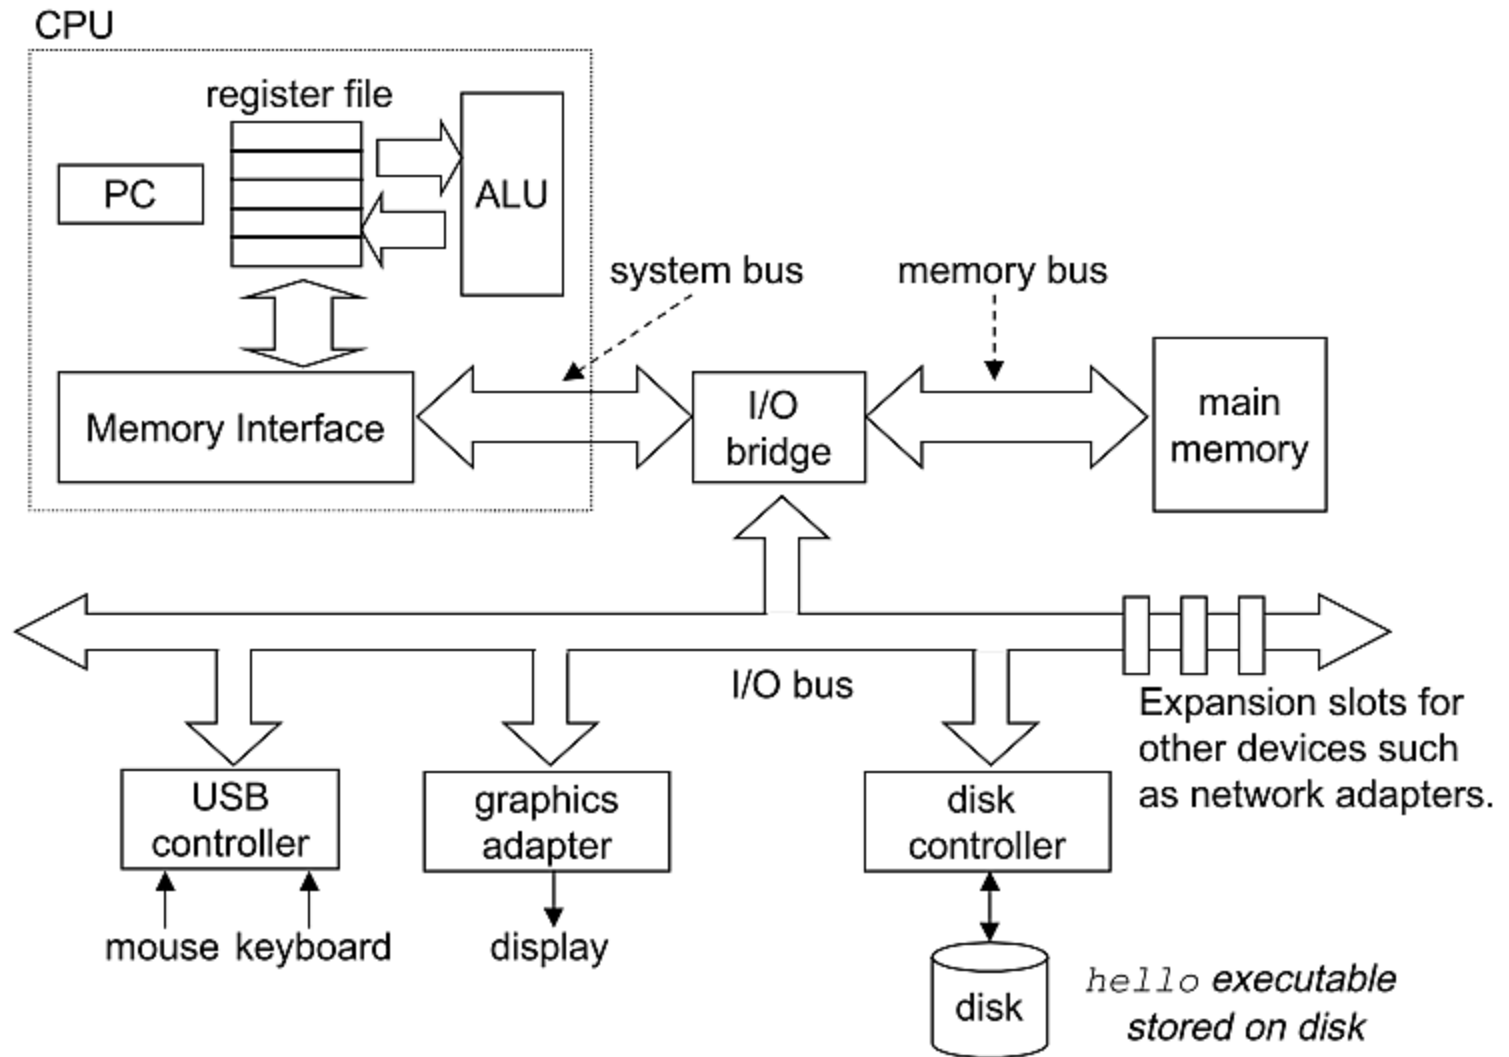 CPU
register file
PC
ALU
system bus
memory bus
Memory Interface
I/O
bridge
main
memory
I/O bus
Expansion slots for
other devices such
as network adapters.
USB
controller
graphics
adapter
disk
controller
mouse
keyboard
display
disk
hello executable
stored on disk